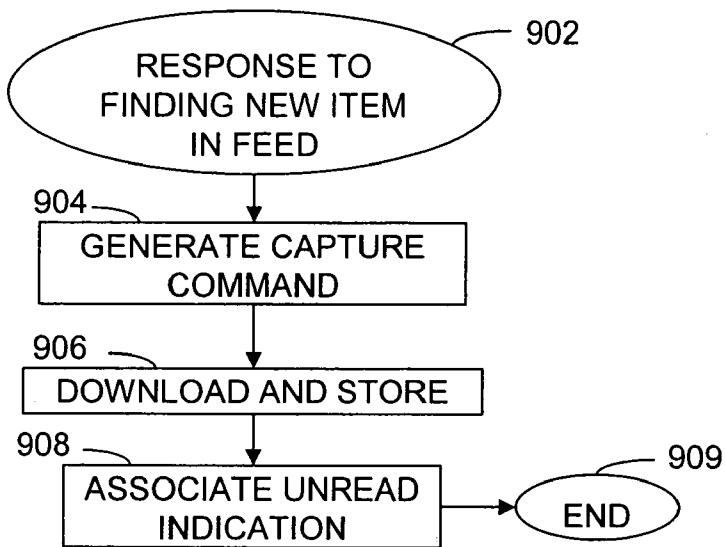 902
RESPONSE TO
FINDING NEW ITEM
IN FEED
904
GENERATE CAPTURE
COMMAND
906
DOWNLOAD AND STORE
908
ASSOCIATE UNREAD
INDICATION
909
END